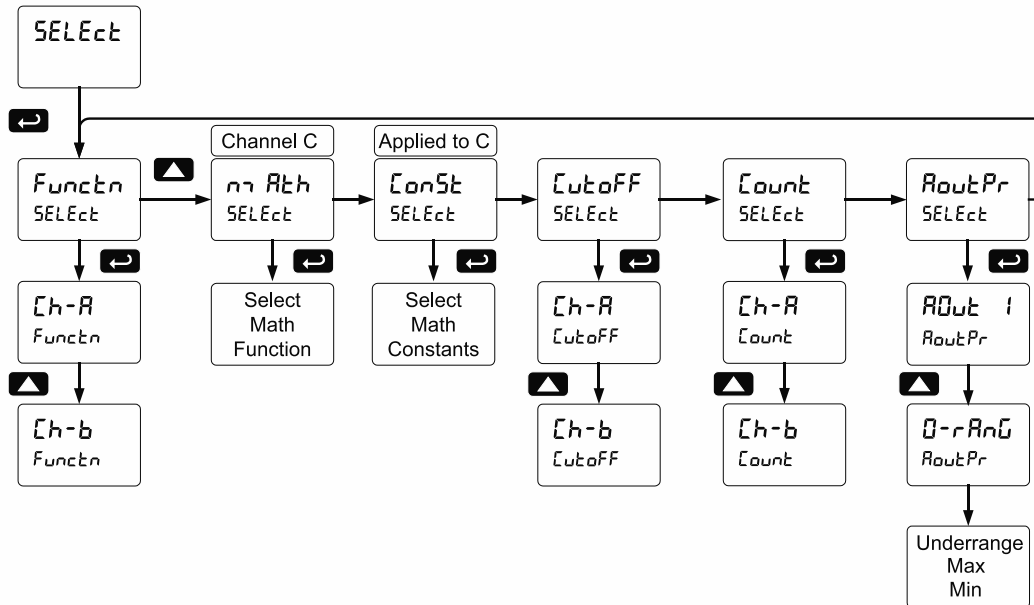 SELEct
Channel C
Applied to C
Functn
SELEct
mAth
SELEct
ConSt
SELEct
CutoFF
SELEct
Count
SELEct
AoutPr
SELEct
Ch-A
Functn
Select
Math
Function
Select
Math
Constants
Ch-A
CutoFF
Ch-A
Count
AOut 1
AoutPr
Ch-b
Functn
Ch-b
CutoFF
Ch-b
Count
O-rAnG
AoutPr
Underrange
Max
Min